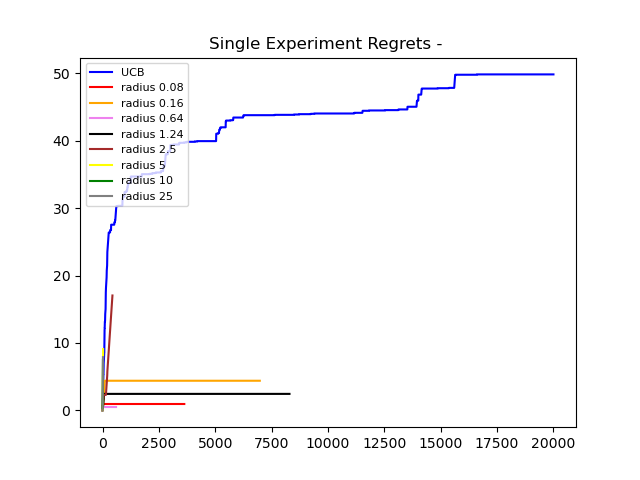 Single Experiment Regrets -
UCB
radius 0.08
radius 0.16
radius 0.64
radius 1.24
radius 2.5
radius 5
radius 10
radius 25
50
40
30
20
10
0
0 2500 5000 7500 10000 12500 15000 17500 20000